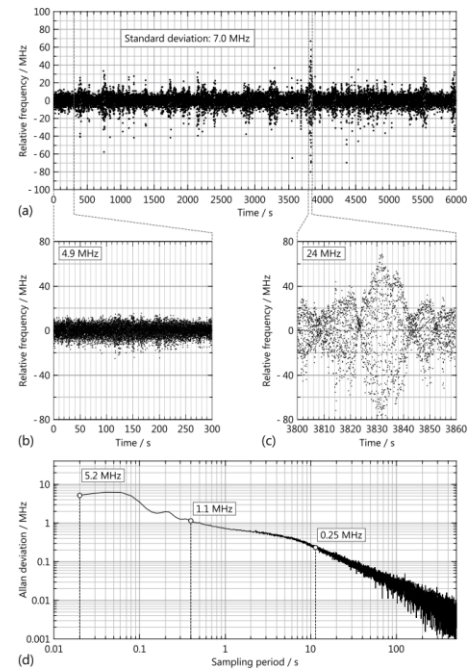 100
80
60
40
20
0
- 20
- 40
- 60
- 80
- 100
Relative frequency / MHz
Standard deviation: 7.0 MHz
0 500 1000 1500 2000 2500 3000 3500 4000 4500 5000 5500 6000
(a)
Time / s
80
40
0
- 40
- 80
Relative frequency / MHz
4.9 MHz
0 50 100 150 200 250 300
(b)
Time / s
80
40
0
- 40
- 80
Relative frequency / MHz
24 MHz
3800 3810 3820 3830 3840 3850 3860
(c)
Time / s
10
1
0.1
0.01
0.001
Allan deviation / MHz
5.2 MHz
1.1 MHz
0.25 MHz
0.01 0.1 1 10 100
(d)
Sampling period / s